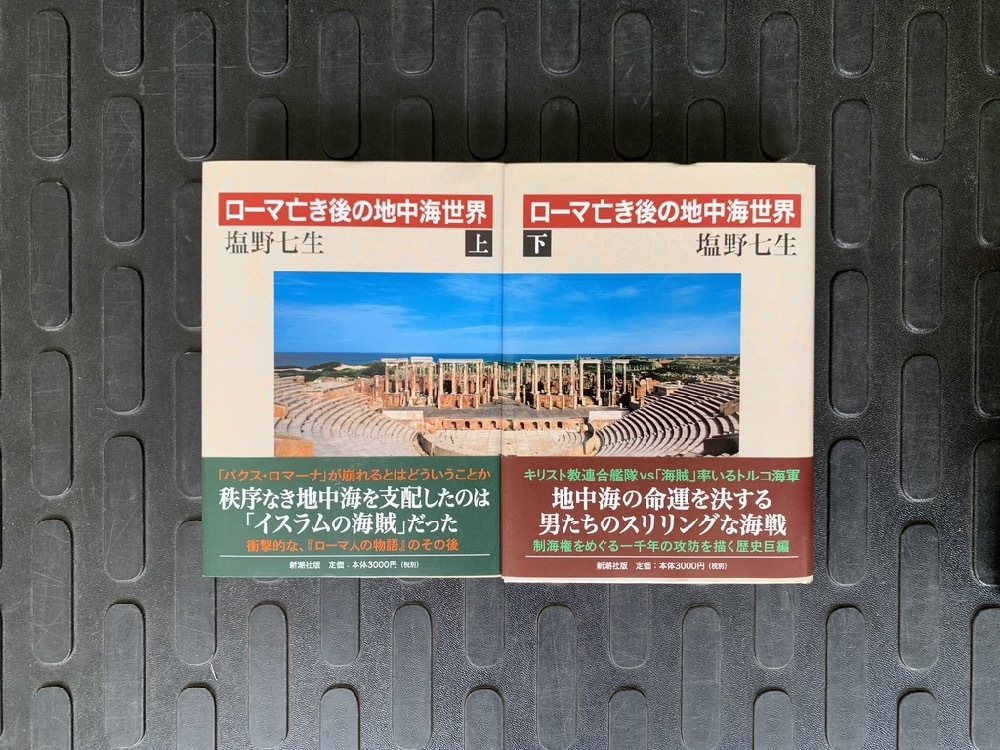 ローマ亡き後の地中海世界
塩野七生
上
「パクス・ロマーナ」が崩れるとはどういうことか
秩序なき地中海を支配したのは
「イスラムの海賊」だった
衝撃的な、『ローマ人の物語』のその後
新潮社版 定価：本体3000円（税別）
ローマ亡き後の地中海世界
下
塩野七生
キリスト教連合艦隊vs「海賊」率いるトルコ海軍
地中海の命運を決する
男たちのスリリングな海戦
制海権をめぐる一千年の攻防を描く歴史巨編
新潮社版 定価：本体3000円（税別）